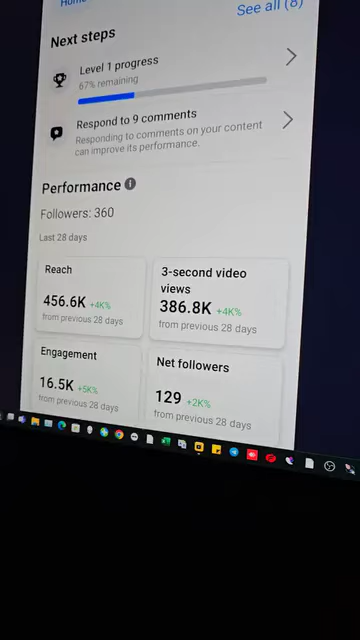 See all (8)
Next steps
Level 1 progress
67% remaining
Respond to 9 comments
Responding to comments on your content
can improve its performance.
Performance
Followers: 360
Last 28 days
Reach
456.6K +4K%
from previous 28 days
3-second video
views
386.8K +4K%
from previous 28 days
Engagement
16.5K +5K%
from previous 28 days
Net followers
129 +2K%
from previous 28 days